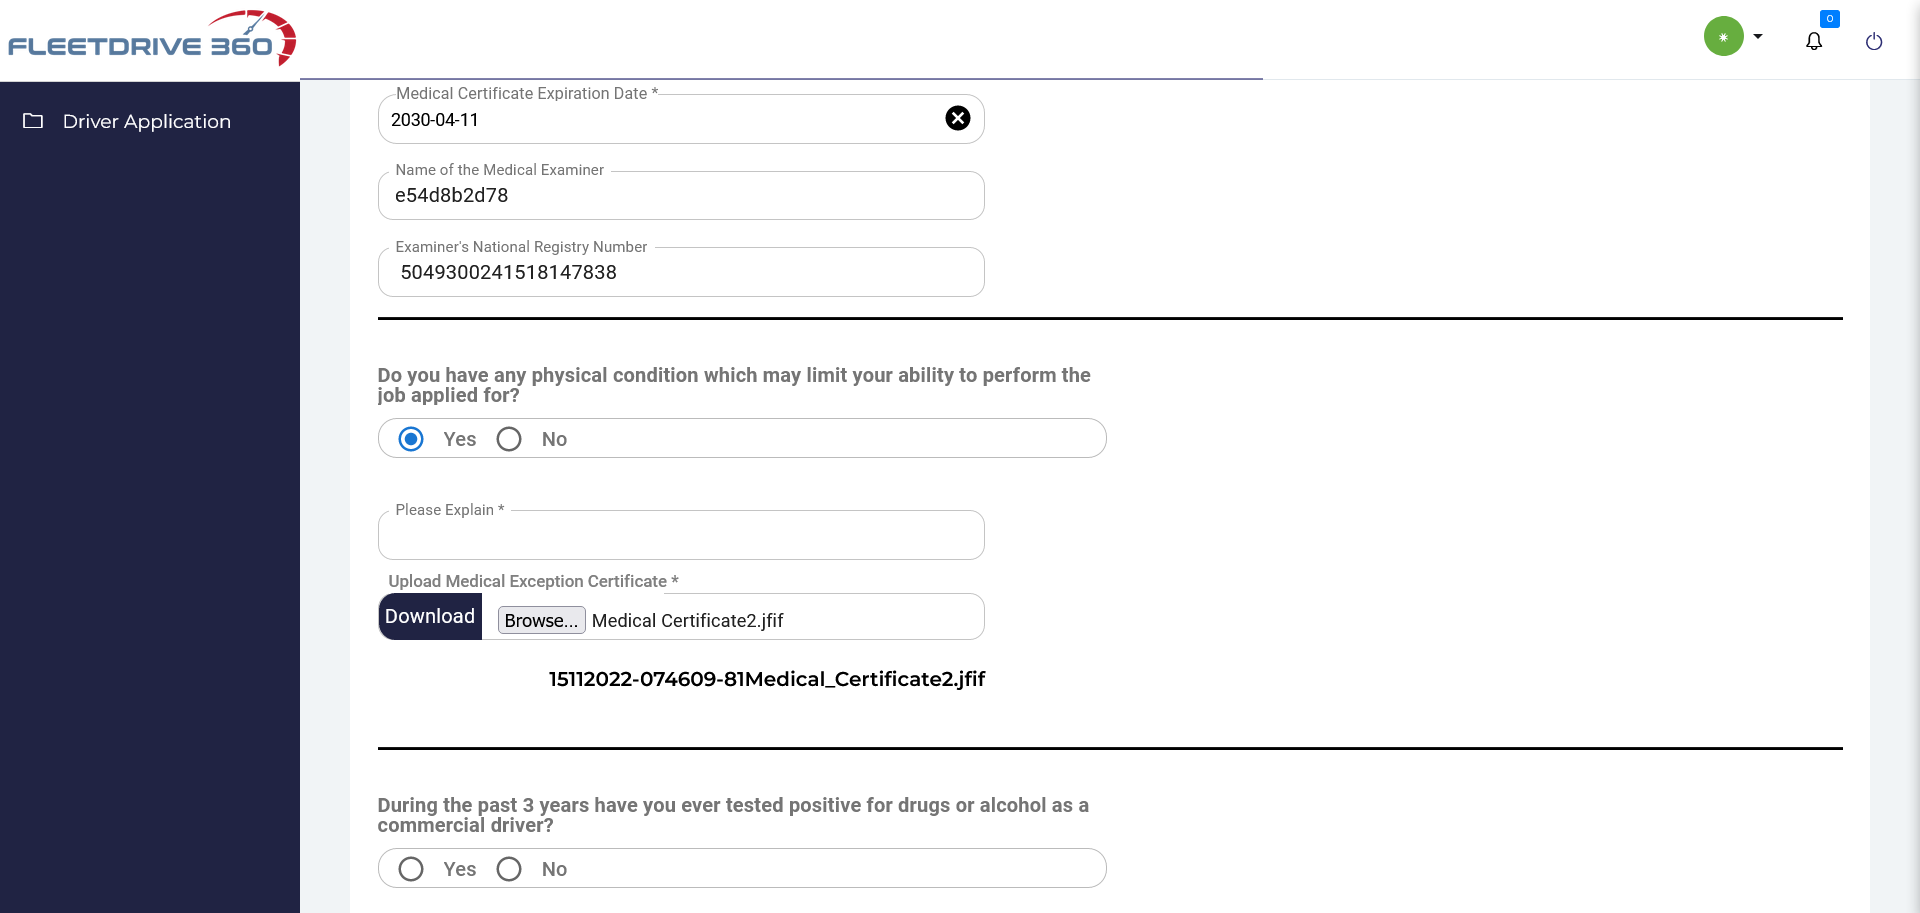 FLEETDRIVE 360
0
Driver Application
Medical Certificate Expiration Date *
2030-04-11
Name of the Medical Examiner
e54d8b2d78
Examiner's National Registry Number
5049300241518147838
Do you have any physical condition which may limit your ability to perform the
job applied for?
Yes No
Please Explain *
Upload Medical Exception Certificate *
Download Browse... Medical Certificate2.jfif
15112022-074609-81Medical_Certificate2.jfif
During the past 3 years have you ever tested positive for drugs or alcohol as a
commercial driver?
Yes No